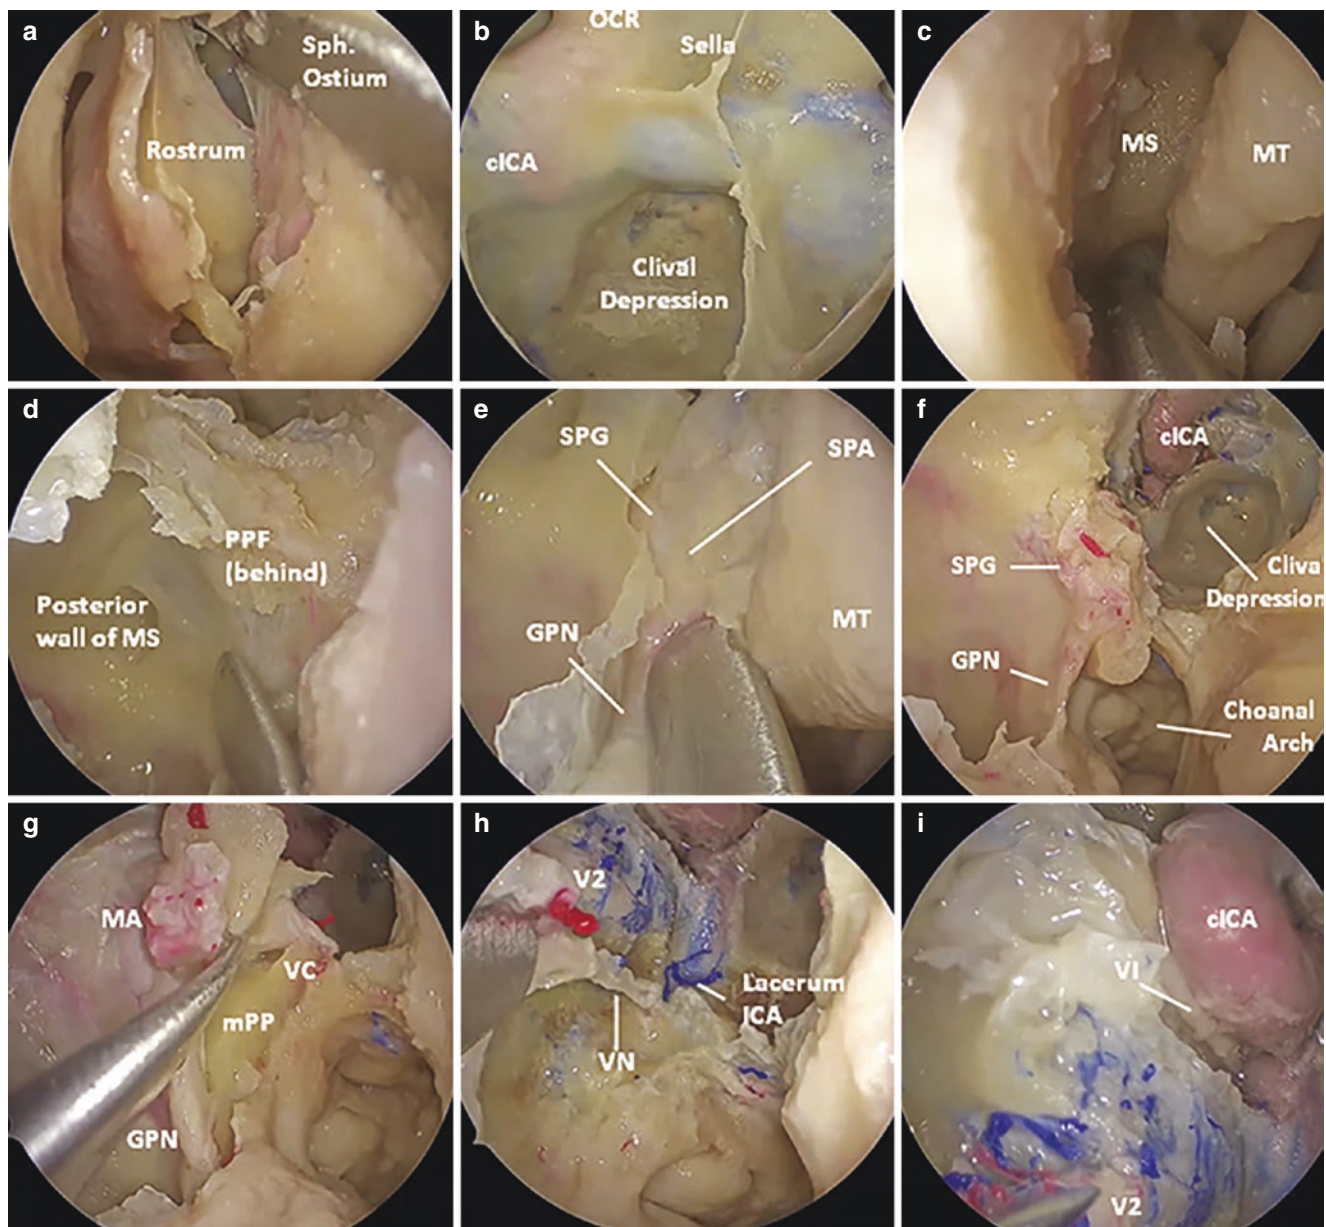 a
Sph.
Ostium
Rostrum
b
OCR
Sella
cICA
Clival
Depression
c
MS
MT
d
PPF
(behind)
Posterior
wall of MS
e
SPG
SPA
GPN
MT
f
cICA
SPG
Cliva
Depression
GPN
Choanal
Arch
g
MA
VC
mPP
GPN
h
V2
Lacerum
ICA
VN
i
cICA
VI
V2